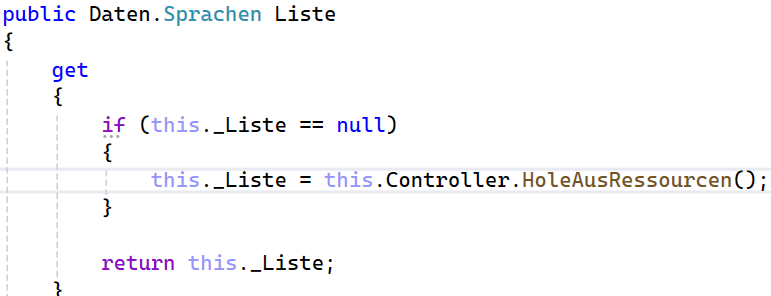 public Daten.Sprachen Liste
{
get
{
if (this._Liste == null)
{
this._Liste = this.Controller.HoleAusRessourcen();
}
return this._Liste;
}